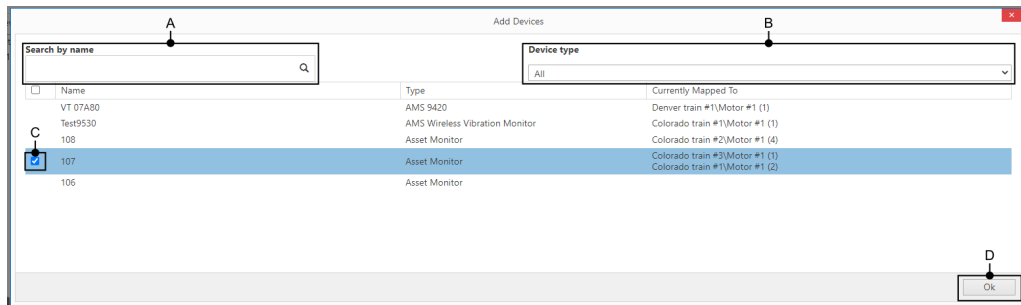 A
Add Devices
B
Search by name
Device type
All
Name Type Currently Mapped To
VT 07A80 AMS 9420 Denver train #1\Motor #1 (1)
Test9530 AMS Wireless Vibration Monitor Colorado train #1\Motor #1 (1)
C
108 Asset Monitor Colorado train #2\Motor #1 (4)
107 Asset Monitor Colorado train #3\Motor #1 (1)
Colorado train #1\Motor #1 (2)
106 Asset Monitor
D
Ok